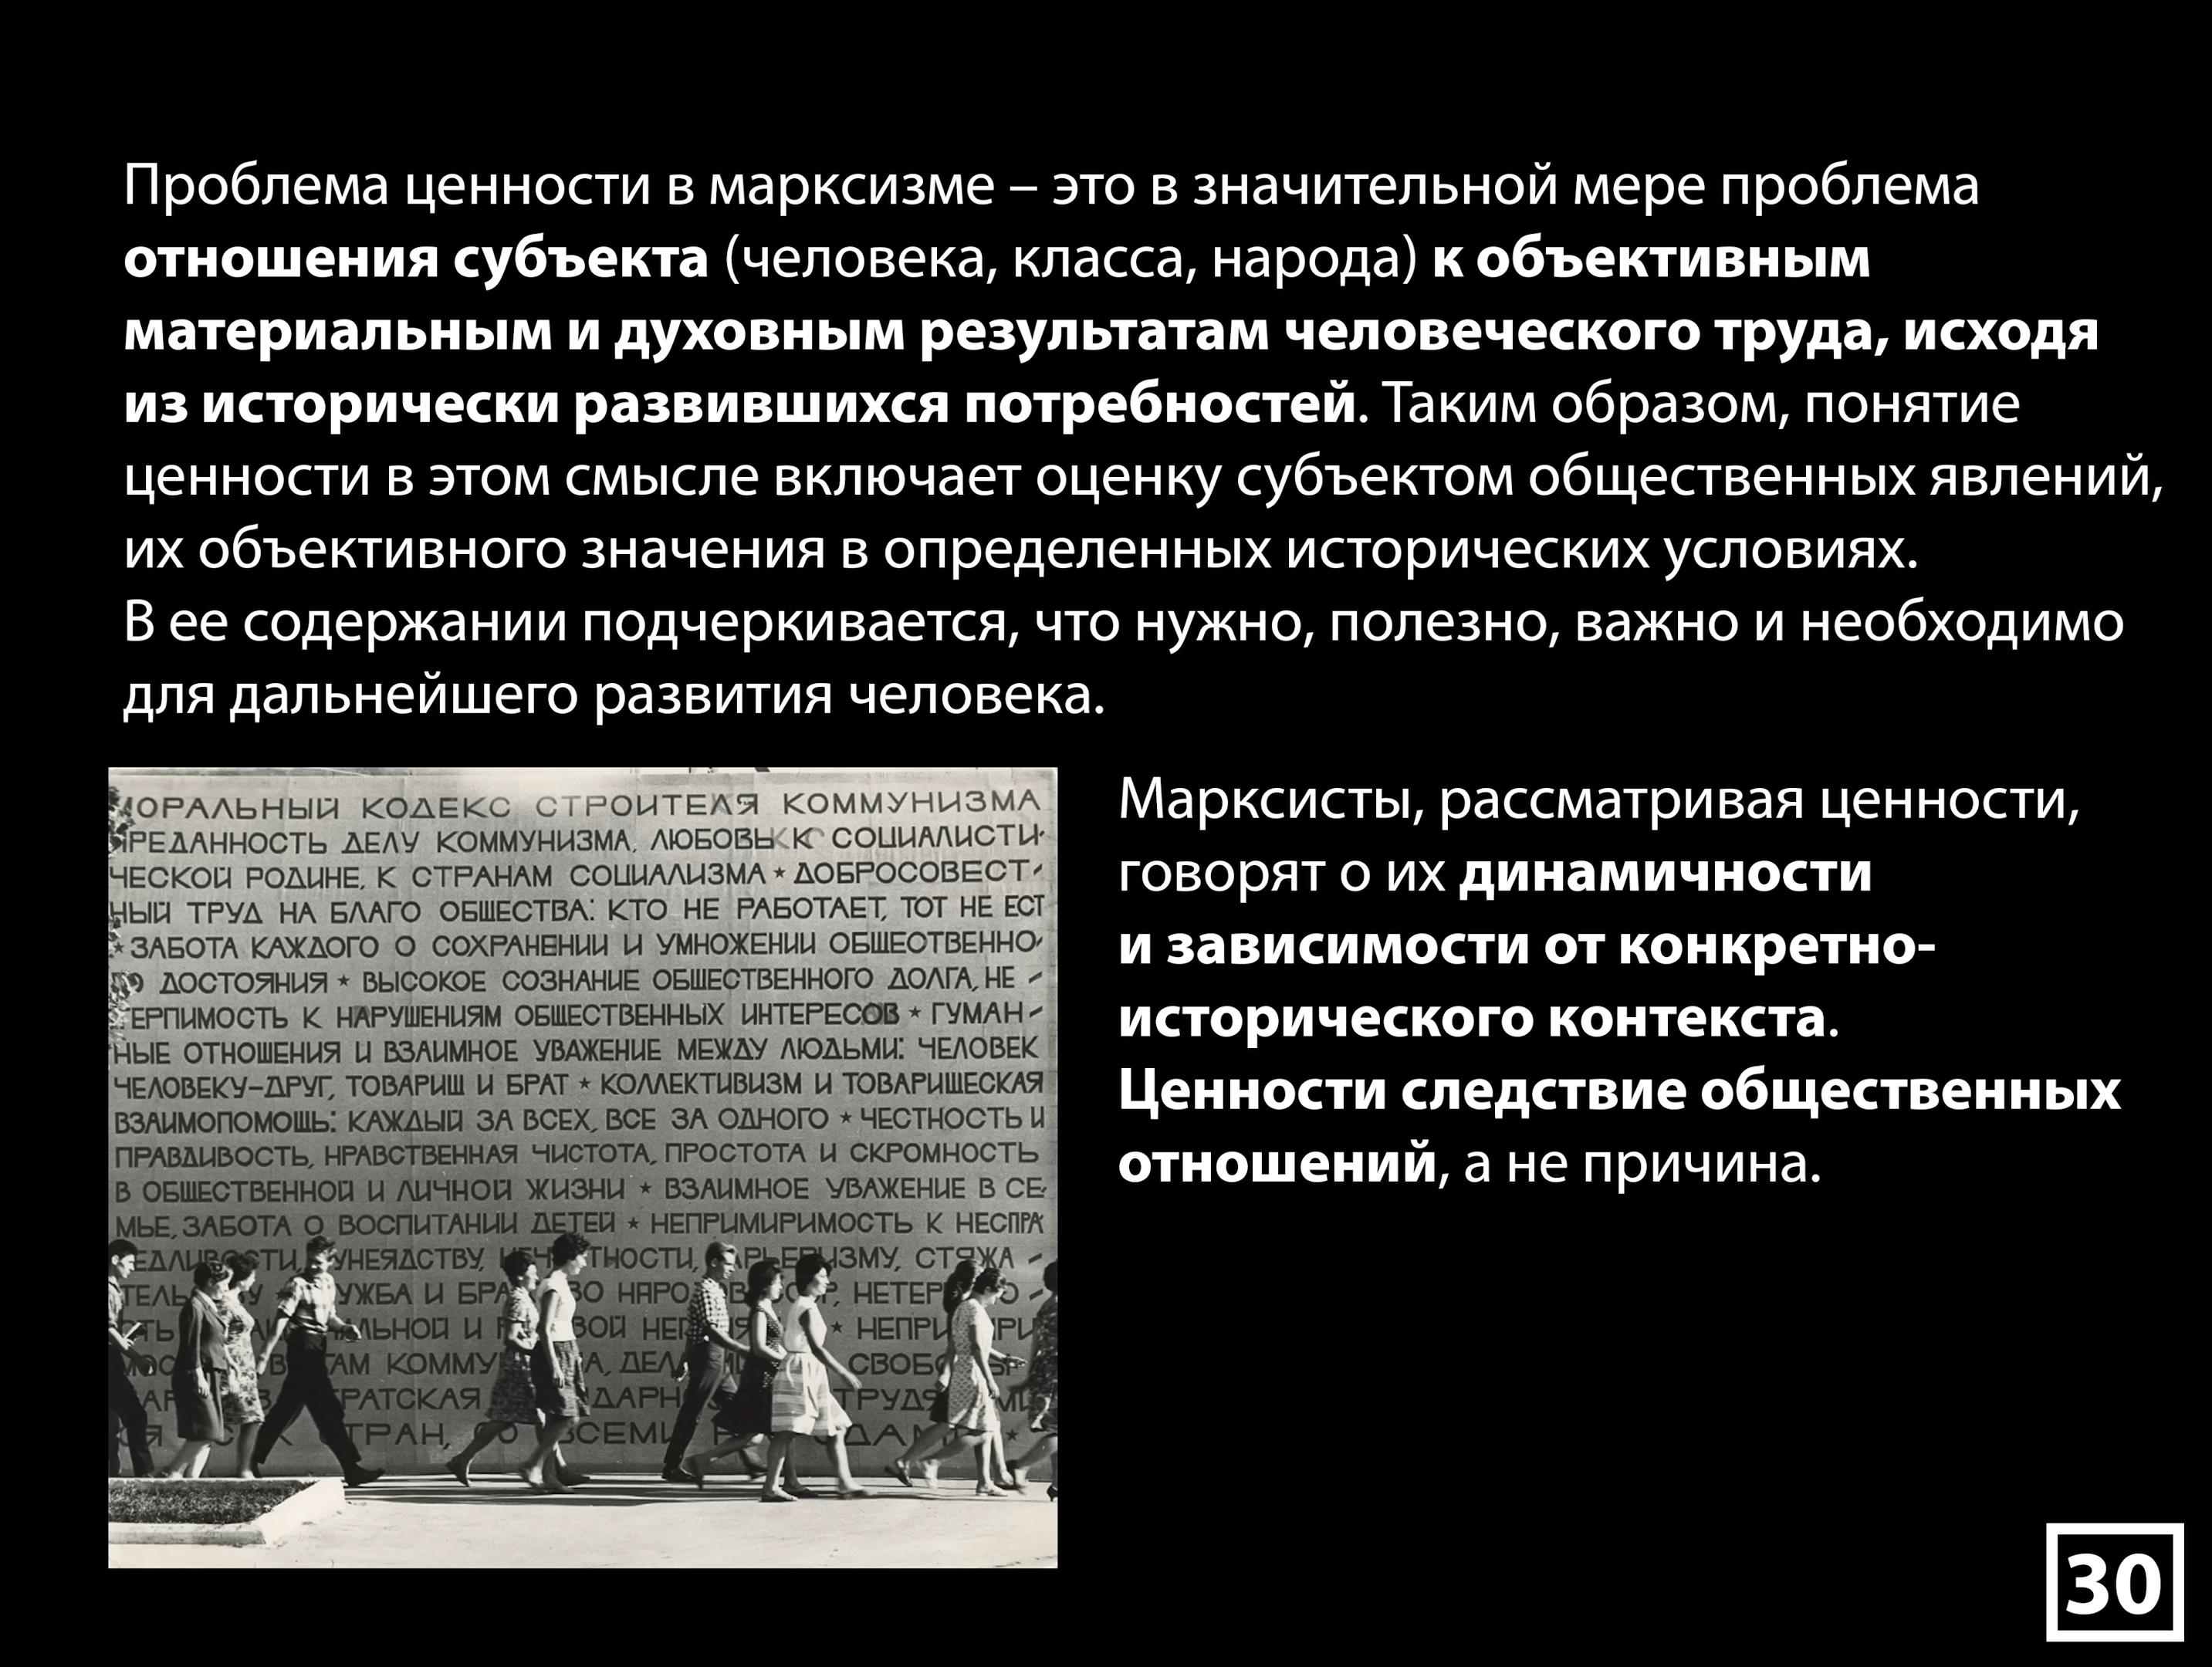 Проблема ценности в марксизме – это в значительной мере проблема
отношения субъекта (человека, класса, народа) к объективным
материальным и духовным результатам человеческого труда, исходя
из исторически развившихся потребностей. Таким образом, понятие
ценности в этом смысле включает оценку субъектом общественных явлений,
их объективного значения в определенных исторических условиях.
В ее содержании подчеркивается, что нужно, полезно, важно и необходимо
для дальнейшего развития человека.
ОРАЛЬНЫЙ КОДЕКС СТРОИТЕЛЯ КОММУНИЗМА
ПРЕДАННОСТЬ ДЕЛУ КОММУНИЗМА, ЛЮБОВЬ К СОЦИАЛИСТИ-
ЧЕСКОЙ РОДИНЕ, К СТРАНАМ СОЦИАЛИЗМА ★ ДОБРОСОВЕСТ-
НЫЙ ТРУД НА БЛАГО ОБЩЕСТВА: КТО НЕ РАБОТАЕТ, ТОТ НЕ ЕСТ
★ ЗАБОТА КАЖДОГО О СОХРАНЕНИИ И УМНОЖЕНИИ ОБЩЕСТВЕННО-
ГО ДОСТОЯНИЯ ★ ВЫСОКОЕ СОЗНАНИЕ ОБЩЕСТВЕННОГО ДОЛГА, НЕ -
ТЕРПИМОСТЬ К НАРУШЕНИЯМ ОБЩЕСТВЕННЫХ ИНТЕРЕСОВ ★ ГУМАН-
НЫЕ ОТНОШЕНИЯ И ВЗАИМНОЕ УВАЖЕНИЕ МЕЖДУ ЛЮДЬМИ: ЧЕЛОВЕК
ЧЕЛОВЕКУ-ДРУГ, ТОВАРИЩ И БРАТ ★ КОЛЛЕКТИВИЗМ И ТОВАРИЩЕСКАЯ
ВЗАИМОПОМОЩЬ: КАЖДЫЙ ЗА ВСЕХ, ВСЕ ЗА ОДНОГО ★ ЧЕСТНОСТЬ И
ПРАВДИВОСТЬ, НРАВСТВЕННАЯ ЧИСТОТА, ПРОСТОТА И СКРОМНОСТЬ
В ОБЩЕСТВЕННОЙ И ЛИЧНОЙ ЖИЗНИ ★ ВЗАИМНОЕ УВАЖЕНИЕ В СЕ-
МЬЕ, ЗАБОТА О ВОСПИТАНИИ ДЕТЕЙ ★ НЕПРИМИРИМОСТЬ К НЕСПРА
СТЯЖА -
И
И
КОММУ
ТРАН, СО ВСЕМИ
Марксисты, рассматривая ценности,
говорят о их динамичности
и зависимости от конкретно-
исторического контекста.
Ценности следствие общественных
отношений, а не причина.
30